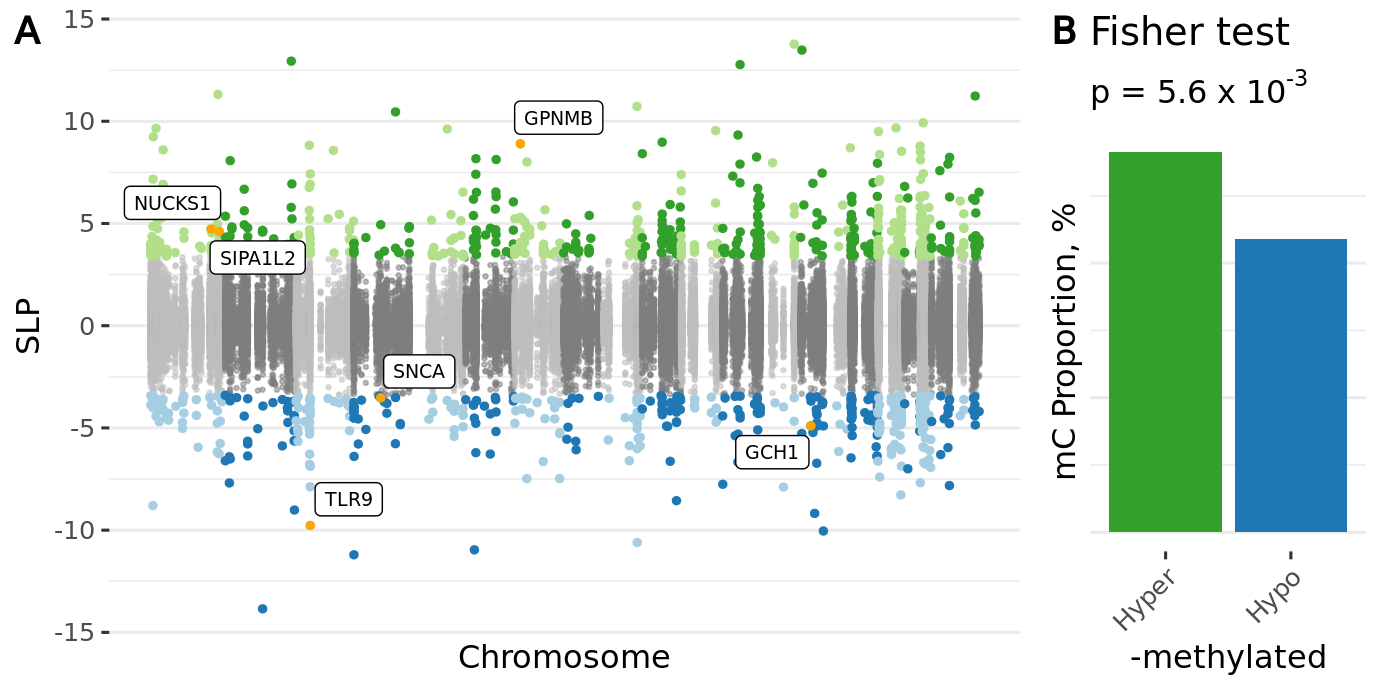 A
15
10
5
0
-5
-10
-15
SLP
NUCKS1
SIPA1L2
GPNMB
SNCA
TLR9
GCH1
Chromosome
B Fisher test
p = 5.6 x 10⁻³
mC Proportion, %
Hyper
Hypo
-methylated